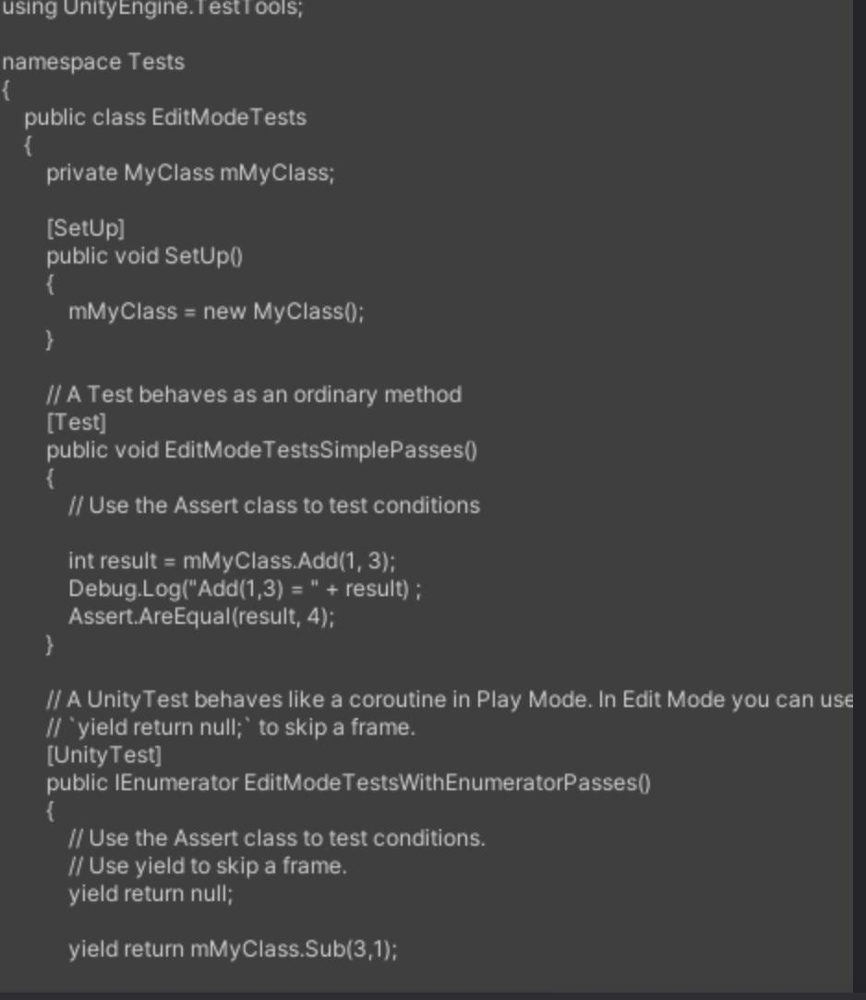 using UnityEngine.TestTools;
namespace Tests
{
public class EditModeTests
{
private MyClass mMyClass;
[SetUp]
public void SetUp()
{
mMyClass = new MyClass();
}
// A Test behaves as an ordinary method
[Test]
public void EditModeTestsSimplePasses()
{
// Use the Assert class to test conditions
int result = mMyClass.Add(1, 3);
Debug.Log("Add(1,3) = " + result) ;
Assert.AreEqual(result, 4);
}
// A UnityTest behaves like a coroutine in Play Mode. In Edit Mode you can use
// `yield return null;` to skip a frame.
[UnityTest]
public IEnumerator EditModeTestsWithEnumeratorPasses()
{
// Use the Assert class to test conditions.
// Use yield to skip a frame.
yield return null;
yield return mMyClass.Sub(3,1);